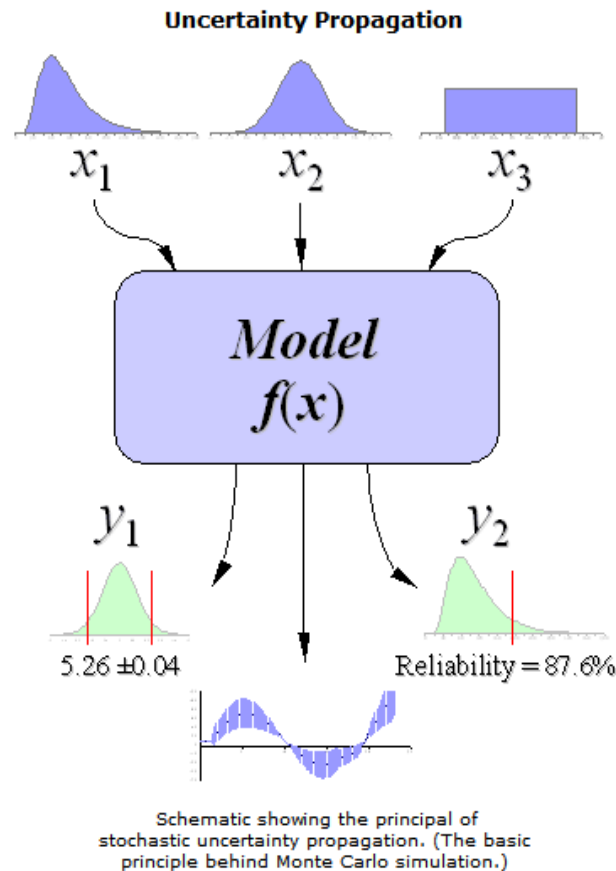 Uncertainty Propagation
x1 x2 x3
Model
f(x)
y1 y2
5.26 ±0.04 Reliability = 87.6%
Schematic showing the principal of
stochastic uncertainty propagation. (The basic
principle behind Monte Carlo simulation.)